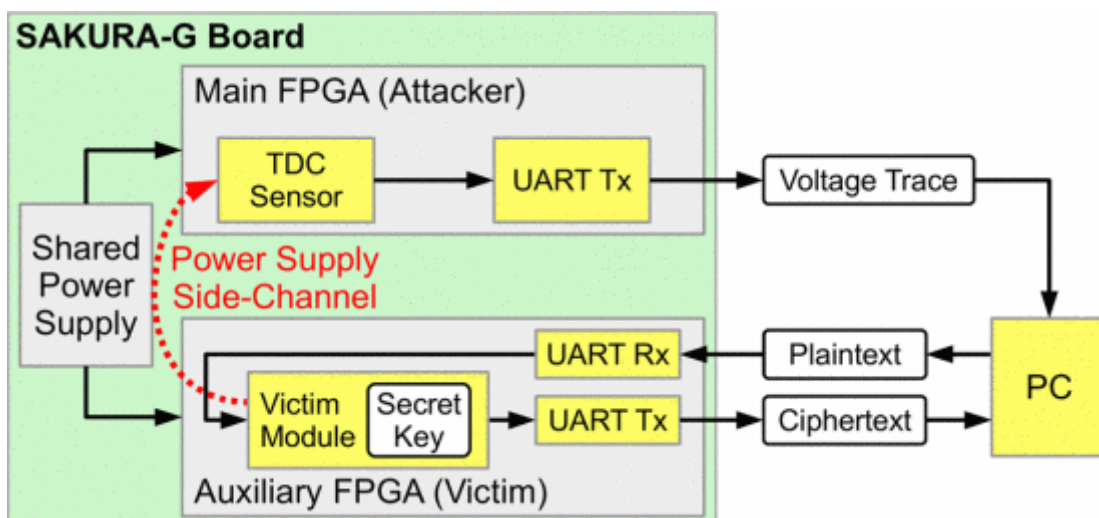 SAKURA-G Board
Main FPGA (Attacker)
TDC
Sensor
UART Tx
Voltage Trace
Shared
Power
Supply
Power Supply
Side-Channel
UART Rx
Plaintext
PC
Victim
Module
Secret
Key
UART Tx
Ciphertext
Auxiliary FPGA (Victim)